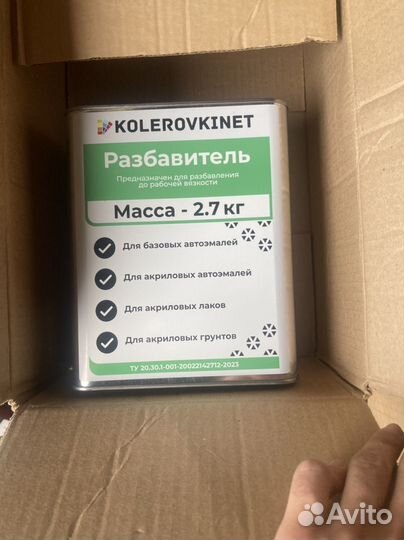 KOLEROVKINET
Разбавитель
Предназначен для разбавления
до рабочей вязкости
Масса - 2.7 кг
Для базовых автоэмалей
Для акриловых автоэмалей
Для акриловых лаков
Для акриловых грунтов
ТУ 20.30.1-001-20022142712-2023
Avito